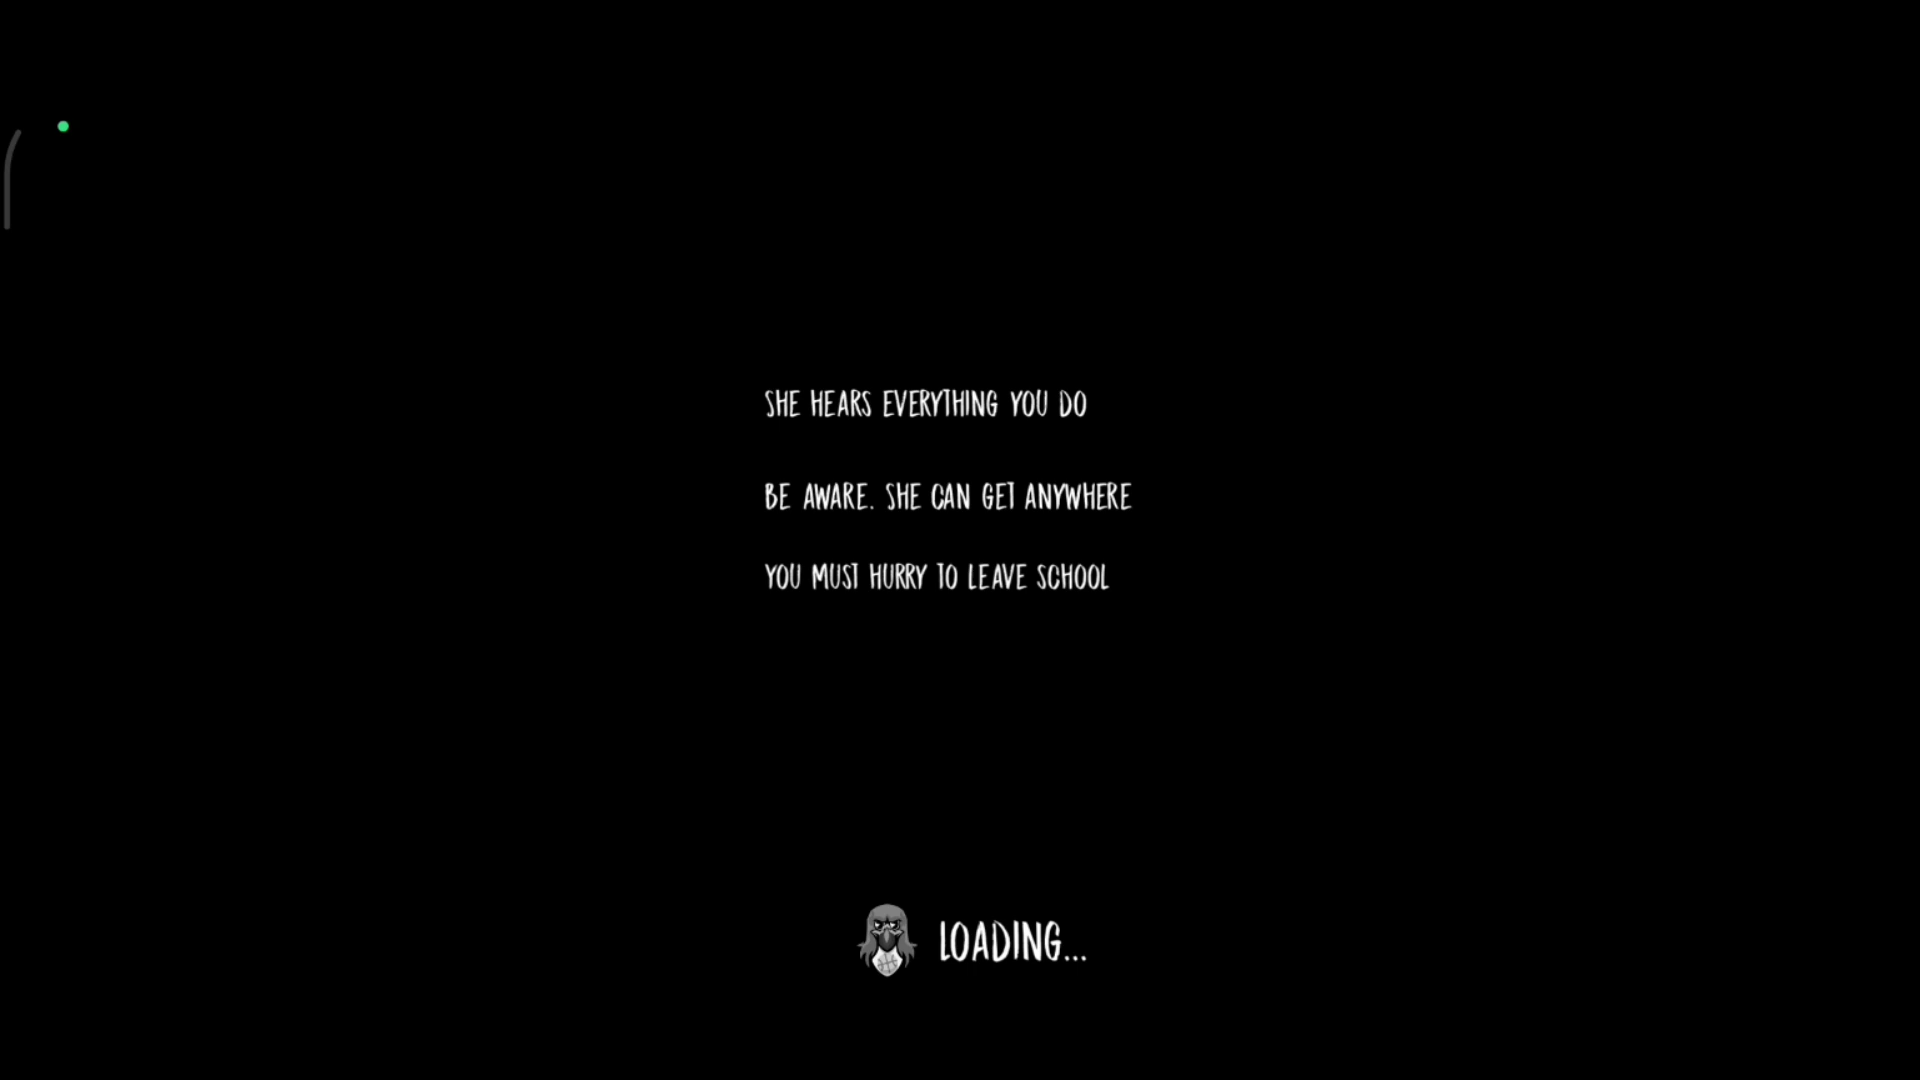 SHE HEARS EVERYTHING YOU DO
BE AWARE. SHE CAN GET ANYWHERE
YOU MUST HURRY TO LEAVE SCHOOL
LOADING...